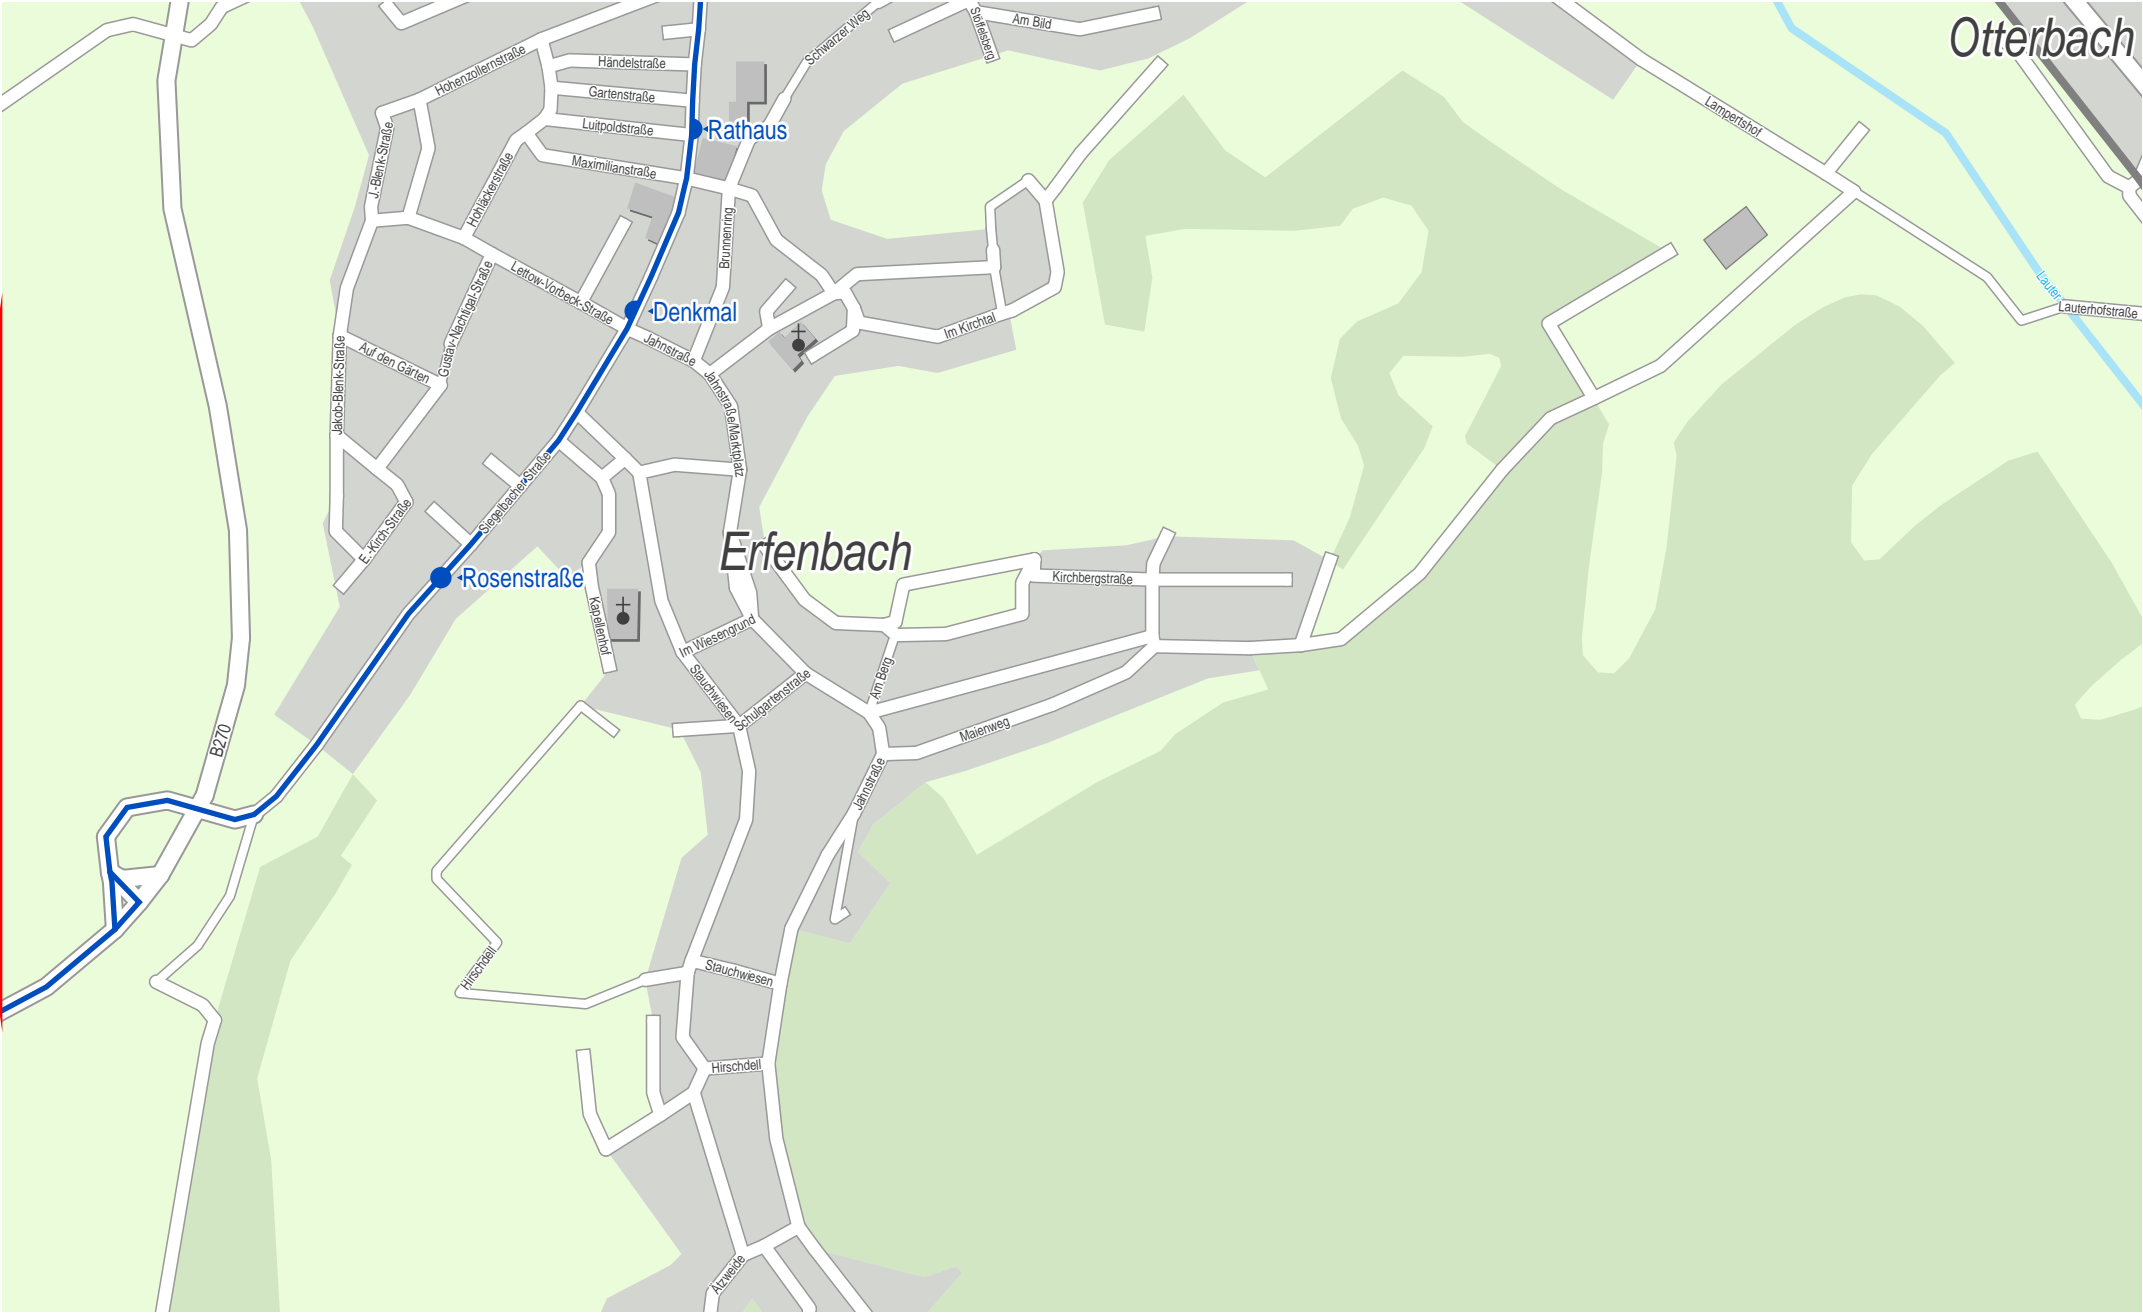 Otterbach
Am Bild
Stöffelsberg
Schwarzer Weg
Hohenzollernstraße
Händelstraße
Gartenstraße
Luitpoldstraße
Rathaus
Lampertshof
J.-Blenk-Straße
Hohläckerstraße
Maximilianstraße
Brunnenring
Lettow-Vorbeck-Straße
Gustav-Nachtigal-Straße
Denkmal
Lauter
Lauterhofstraße
Im Kirchtal
Jahnstraße
Auf den Gärten
Jakob-Blenk-Straße
Jahnstraße/Marktplatz
Siegelbacher Straße
E.-Kirch-Straße
Erfenbach
Rosenstraße
Kirchbergstraße
Kapellenhof
Im Wiesengrund
Stauchwiesen
Schulgartenstraße
Am Berg
Maienweg
B270
Jahnstraße
Hirschdell
Stauchwiesen
Hirschdell
Ätzweide